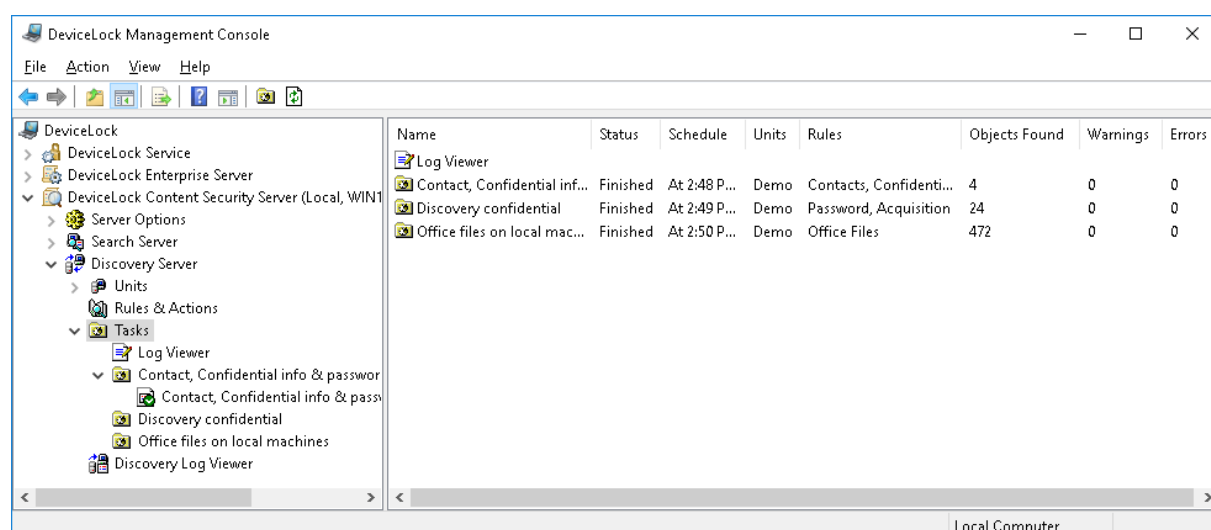 DeviceLock Management Console
File Action View Help
DeviceLock
DeviceLock Service
DeviceLock Enterprise Server
DeviceLock Content Security Server (Local, WIN1
Server Options
Search Server
Discovery Server
Units
Rules & Actions
Tasks
Log Viewer
Contact, Confidential info & passwor
Contact, Confidential info & pass
Discovery confidential
Office files on local machines
Discovery Log Viewer
Name Status Schedule Units Rules Objects Found Warnings Errors
Log Viewer
Contact, Confidential inf... Finished At 2:48 P... Demo Contacts, Confidenti... 4 0 0
Discovery confidential Finished At 2:49 P... Demo Password, Acquisition 24 0 0
Office files on local mac... Finished At 2:50 P... Demo Office Files 472 0 0
Local Computer